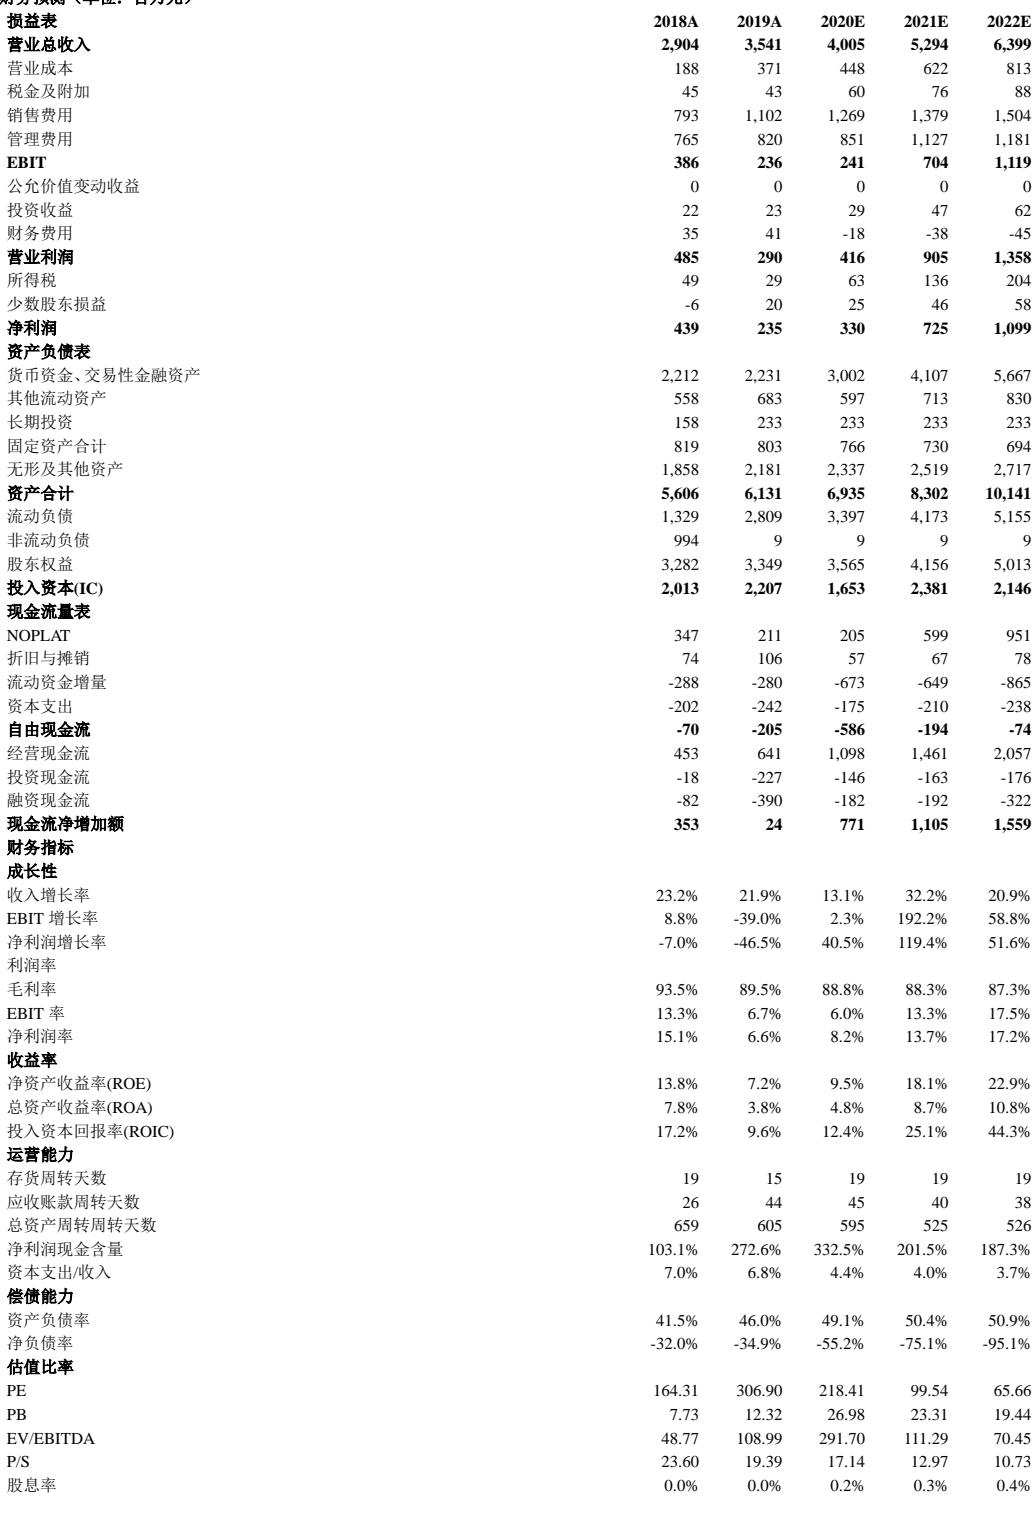 财务预测（单位：百万元）
损益表 2018A 2019A 2020E 2021E 2022E
营业总收入 2,904 3,541 4,005 5,294 6,399
营业成本 188 371 448 622 813
税金及附加 45 43 60 76 88
销售费用 793 1,102 1,269 1,379 1,504
管理费用 765 820 851 1,127 1,181
EBIT 386 236 241 704 1,119
公允价值变动收益 0 0 0 0 0
投资收益 22 23 29 47 62
财务费用 35 41 -18 -38 -45
营业利润 485 290 416 905 1,358
所得税 49 29 63 136 204
少数股东损益 -6 20 25 46 58
净利润 439 235 330 725 1,099
资产负债表
货币资金、交易性金融资产 2,212 2,231 3,002 4,107 5,667
其他流动资产 558 683 597 713 830
长期投资 158 233 233 233 233
固定资产合计 819 803 766 730 694
无形及其他资产 1,858 2,181 2,337 2,519 2,717
资产合计 5,606 6,131 6,935 8,302 10,141
流动负债 1,329 2,809 3,397 4,173 5,155
非流动负债 994 9 9 9 9
股东权益 3,282 3,349 3,565 4,156 5,013
投入资本(IC) 2,013 2,207 1,653 2,381 2,146
现金流量表
NOPLAT 347 211 205 599 951
折旧与摊销 74 106 57 67 78
流动资金增量 -288 -280 -673 -649 -865
资本支出 -202 -242 -175 -210 -238
自由现金流 -70 -205 -586 -194 -74
经营现金流 453 641 1,098 1,461 2,057
投资现金流 -18 -227 -146 -163 -176
融资现金流 -82 -390 -182 -192 -322
现金流净增加额 353 24 771 1,105 1,559
财务指标
成长性
收入增长率 23.2% 21.9% 13.1% 32.2% 20.9%
EBIT 增长率 8.8% -39.0% 2.3% 192.2% 58.8%
净利润增长率 -7.0% -46.5% 40.5% 119.4% 51.6%
利润率
毛利率 93.5% 89.5% 88.8% 88.3% 87.3%
EBIT 率 13.3% 6.7% 6.0% 13.3% 17.5%
净利润率 15.1% 6.6% 8.2% 13.7% 17.2%
收益率
净资产收益率(ROE) 13.8% 7.2% 9.5% 18.1% 22.9%
总资产收益率(ROA) 7.8% 3.8% 4.8% 8.7% 10.8%
投入资本回报率(ROIC) 17.2% 9.6% 12.4% 25.1% 44.3%
运营能力
存货周转天数 19 15 19 19 19
应收账款周转天数 26 44 45 40 38
总资产周转周转天数 659 605 595 525 526
净利润现金含量 103.1% 272.6% 332.5% 201.5% 187.3%
资本支出/收入 7.0% 6.8% 4.4% 4.0% 3.7%
偿债能力
资产负债率 41.5% 46.0% 49.1% 50.4% 50.9%
净负债率 -32.0% -34.9% -55.2% -75.1% -95.1%
估值比率
PE 164.31 306.90 218.41 99.54 65.66
PB 7.73 12.32 26.98 23.31 19.44
EV/EBITDA 48.77 108.99 291.70 111.29 70.45
P/S 23.60 19.39 17.14 12.97 10.73
股息率 0.0% 0.0% 0.2% 0.3% 0.4%